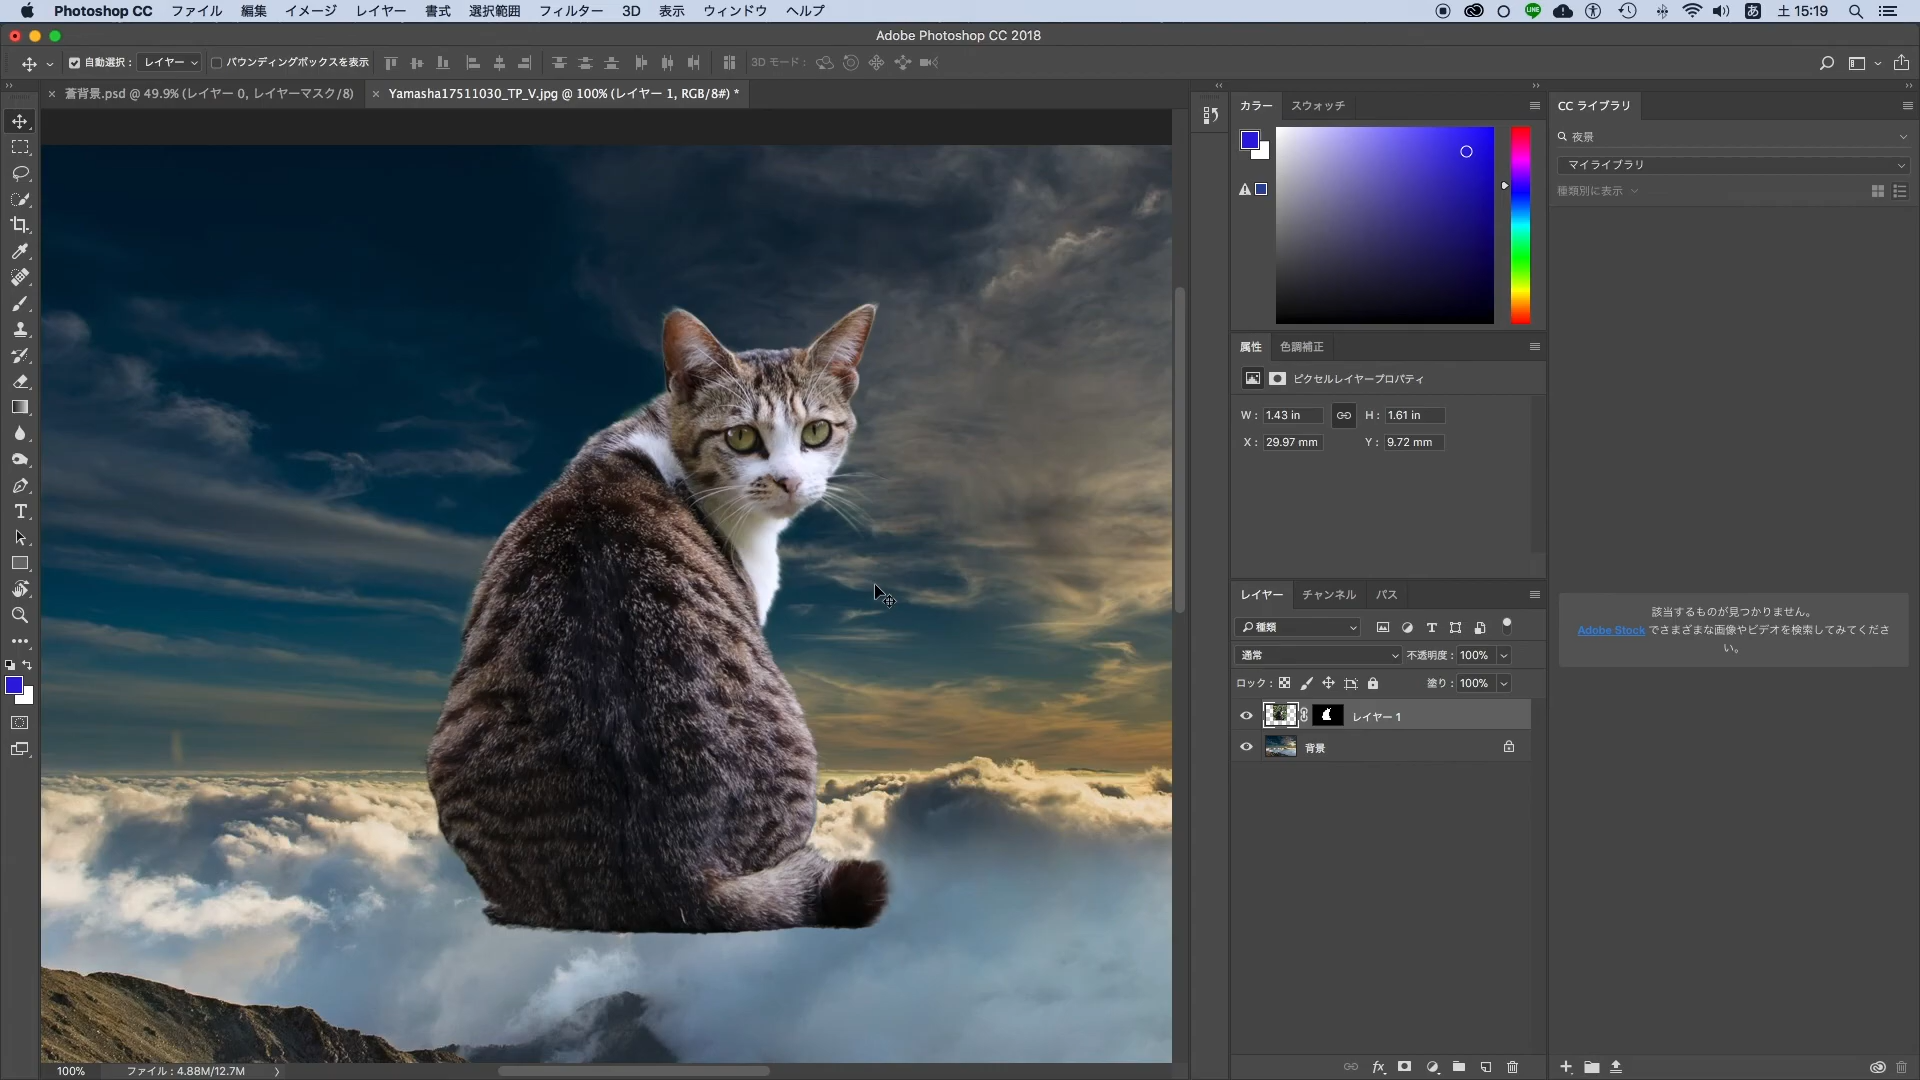 Photoshop CC ファイル 編集 イメージ レイヤー 書式 選択範囲 フィルター 3D 表示 ウィンドウ ヘルプ LINE あ 土 15:19
Adobe Photoshop CC 2018
自動選択： レイヤー バウンディングボックスを表示 3D モード：
蒼背景.psd @ 49.9% (レイヤー 0, レイヤーマスク/8) Yamasha17511030_TP_V.jpg @ 100% (レイヤー 1, RGB/8#) *
カラー スウォッチ
CC ライブラリ
夜景
マイライブラリ
種類別に表示
属性 色調補正
ピクセルレイヤープロパティ
W： 1.43 in H： 1.61 in
X： 29.97 mm Y： 9.72 mm
レイヤー チャンネル パス
種類
通常 不透明度： 100%
ロック： 塗り： 100%
レイヤー 1
背景
該当するものが見つかりません。
Adobe Stock でさまざまな画像やビデオを検索してみてくださ
い。
100% ファイル：4.88M/12.7M
fx